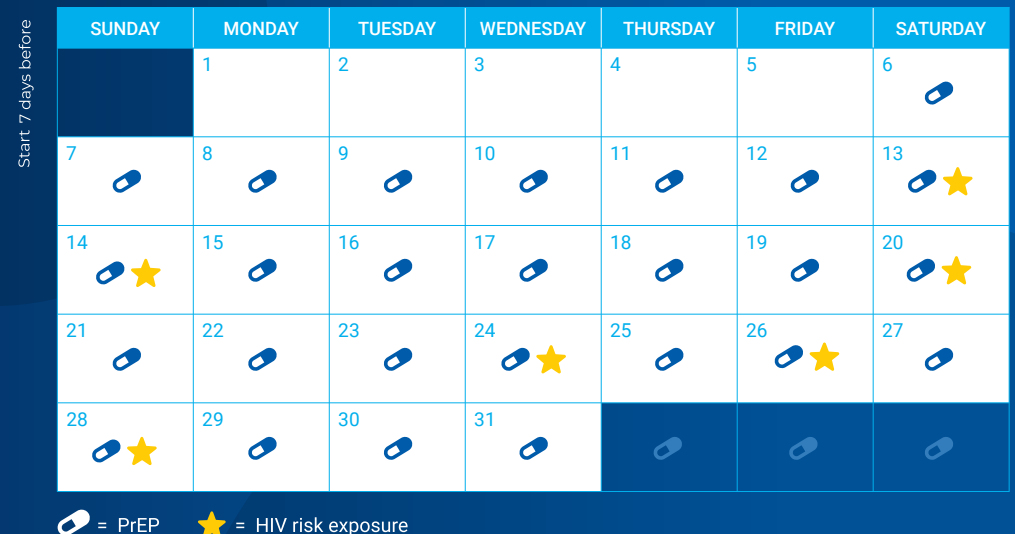 Start 7 days before
SUNDAY MONDAY TUESDAY WEDNESDAY THURSDAY FRIDAY SATURDAY
1 2 3 4 5 6
7 8 9 10 11 12 13
14 15 16 17 18 19 20
21 22 23 24 25 26 27
28 29 30 31
= PrEP = HIV risk exposure